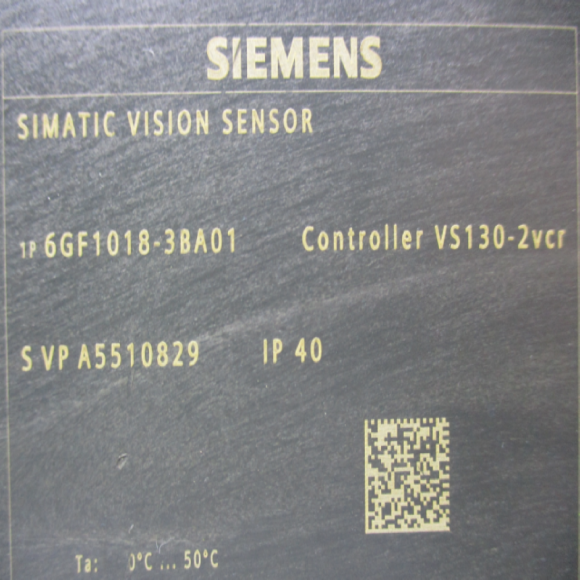 SIEMENS
SIMATIC VISION SENSOR
1P 6GF1018-3BA01 Controller VS130-2vcr
S VP A5510829 IP 40
Ta: 0°C ... 50°C